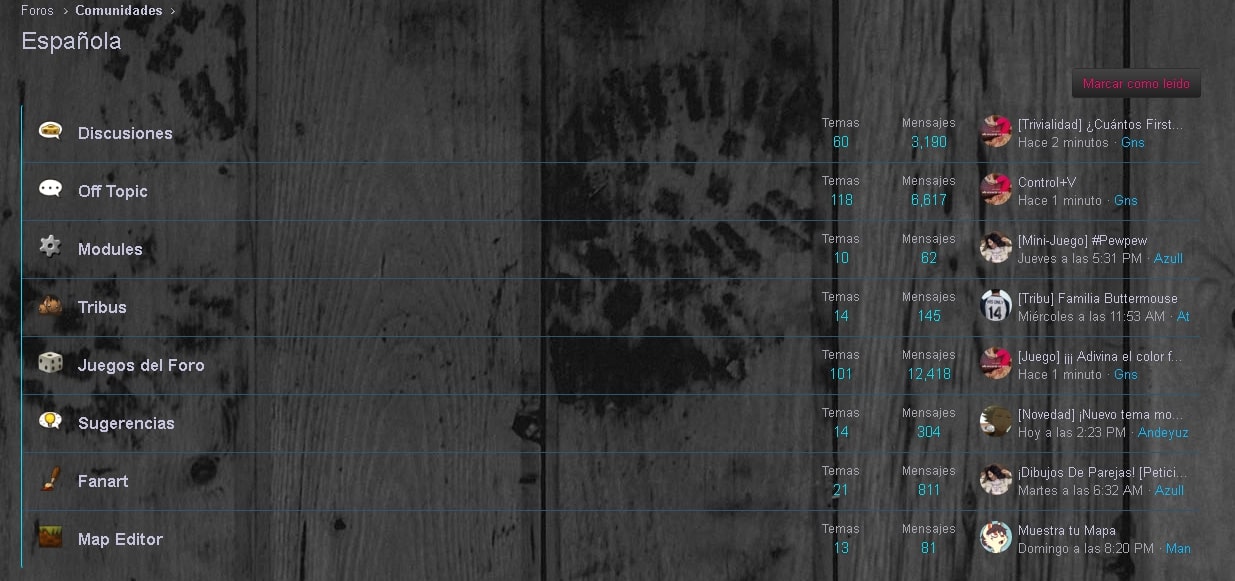 Foros > Comunidades >
Española
Marcar como leído
Discusiones
Temas
60
Mensajes
3,190
[Trivialidad] ¿Cuántos First...
Hace 2 minutos · Gns
Off Topic
Temas
118
Mensajes
6,617
Control+V
Hace 1 minuto · Gns
Modules
Temas
10
Mensajes
62
[Mini-Juego] #Pewpew
Jueves a las 5:31 PM · Azull
Tribus
Temas
14
Mensajes
145
[Tribu] Familia Buttermouse
Miércoles a las 11:53 AM · At
14
Juegos del Foro
Temas
101
Mensajes
12,418
[Juego] ¡¡¡ Adivina el color f...
Hace 1 minuto · Gns
Sugerencias
Temas
14
Mensajes
304
[Novedad] ¡Nuevo tema mo...
Hoy a las 2:23 PM · Andeyuz
Fanart
Temas
21
Mensajes
811
¡Dibujos De Parejas! [Petici...
Martes a las 6:32 AM · Azull
Map Editor
Temas
13
Mensajes
81
Muestra tu Mapa
Domingo a las 8:20 PM · Man